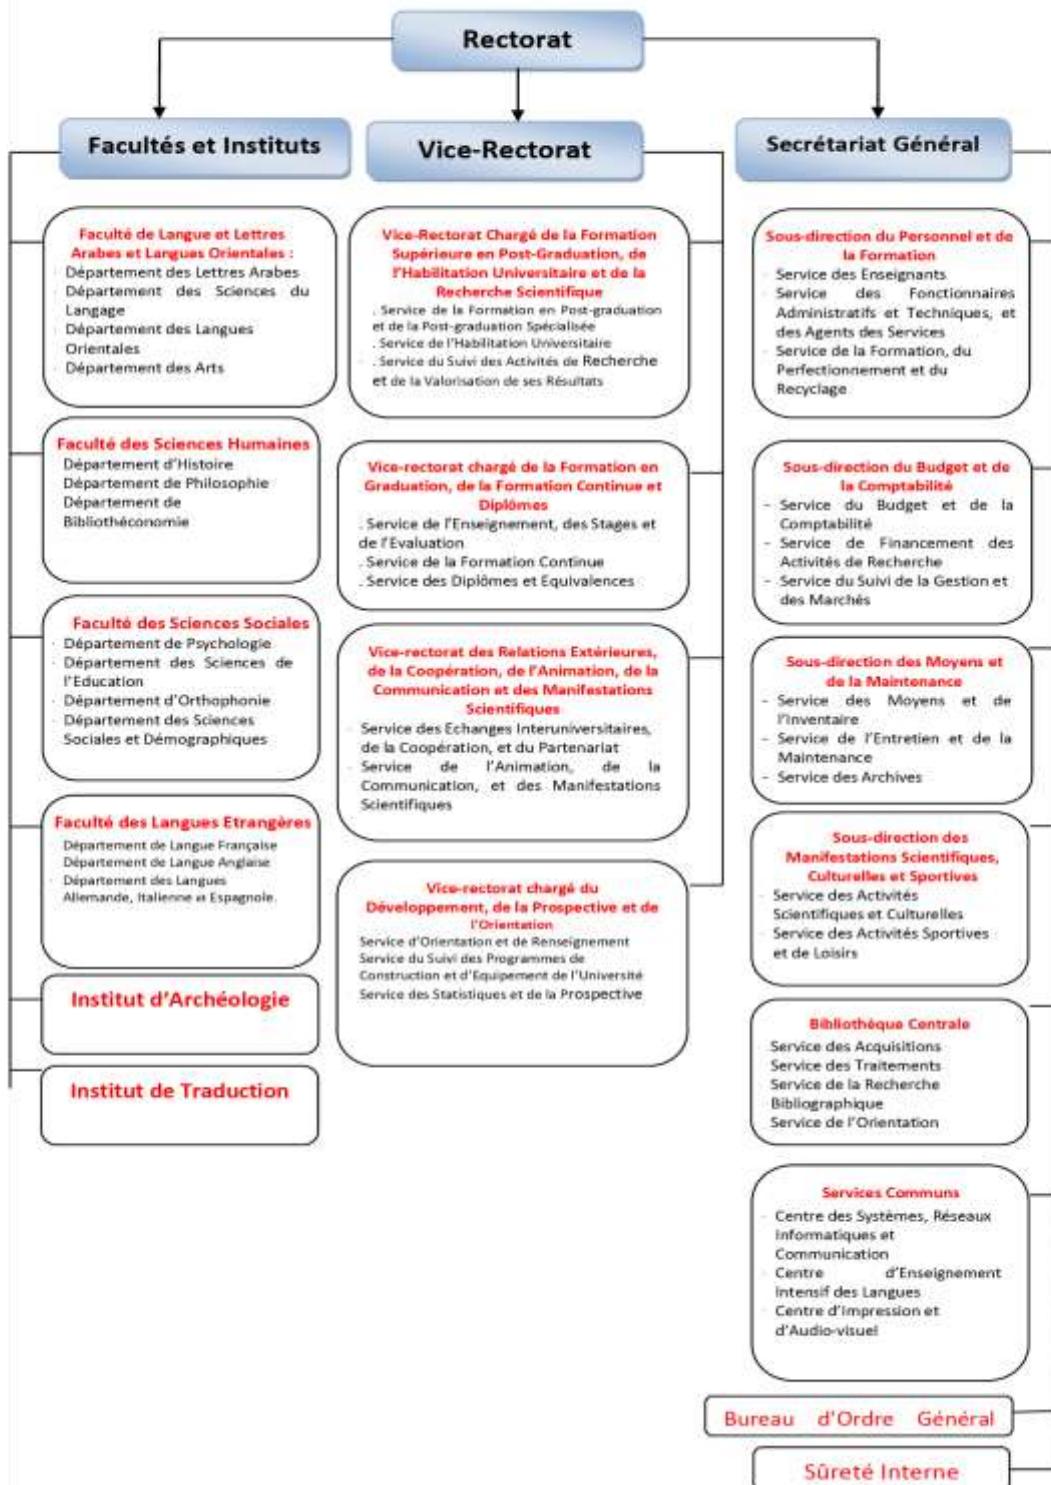 Rectorat
Facultés et Instituts
Faculté de Langue et Lettres
Arabes et Langues Orientales :
Département des Lettres Arabes
Département des Sciences du
Langage
Département des Langues
Orientales
Département des Arts
Faculté des Sciences Humaines
Département d'Histoire
Département de Philosophie
Département de
Bibliothéconomie
Faculté des Sciences Sociales
Département de Psychologie
Département des Sciences de
l'Education
Département d'Orthophonie
Département des Sciences
Sociales et Démographiques
Faculté des Langues Etrangères
Département de Langue Française
Département de Langue Anglaise
Département des Langues
Allemande, Italienne et Espagnole.
Institut d'Archéologie
Institut de Traduction
Vice-Rectorat
Vice-Rectorat Chargé de la Formation
Supérieure en Post-Graduation, de
l'Habilitation Universitaire et de la
Recherche Scientifique
. Service de la Formation en Post-graduation
et de la Post-graduation Spécialisée
. Service de l'Habilitation Universitaire
. Service du Suivi des Activités de Recherche
et de la Valorisation de ses Résultats
Vice-rectorat chargé de la Formation en
Graduation, de la Formation Continue et
Diplômes
. Service de l'Enseignement, des Stages et
de l'Evaluation
. Service de la Formation Continue
. Service des Diplômes et Equivalences
Vice-rectorat des Relations Extérieures,
de la Coopération, de l'Animation, de la
Communication et des Manifestations
Scientifiques
Service des Echanges Interuniversitaires,
de la Coopération, et du Partenariat
Service de l'Animation, de la
Communication, et des Manifestations
Scientifiques
Vice-rectorat chargé du
Développement, de la Prospective et de
l'Orientation
Service d'Orientation et de Renseignement
Service du Suivi des Programmes de
Construction et d'Equipement de l'Université
Service des Statistiques et de la Prospective
Secrétariat Général
Sous-direction du Personnel et de
la Formation
Service des Enseignants
Service des Fonctionnaires
Administratifs et Techniques, et
des Agents des Services
Service de la Formation, du
Perfectionnement et du
Recyclage
Sous-direction du Budget et de
la Comptabilité
- Service du Budget et de la
Comptabilité
- Service de Financement des
Activités de Recherche
- Service du Suivi de la Gestion et
des Marchés
Sous-direction des Moyens et
de la Maintenance
- Service des Moyens et de
l'Inventaire
- Service de l'Entretien et de la
Maintenance
- Service des Archives
Sous-direction des
Manifestations Scientifiques,
Culturelles et Sportives
Service des Activités
Scientifiques et Culturelles
Service des Activités Sportives
et de Loisirs
Bibliothèque Centrale
Service des Acquisitions
Service des Traitements
Service de la Recherche
Bibliographique
Service de l'Orientation
Services Communs
Centre des Systèmes, Réseaux
Informatiques et
Communication
Centre d'Enseignement
Intensif des Langues
Centre d'Impression et
d'Audio-visuel
Bureau d'Ordre Général
Sûreté Interne